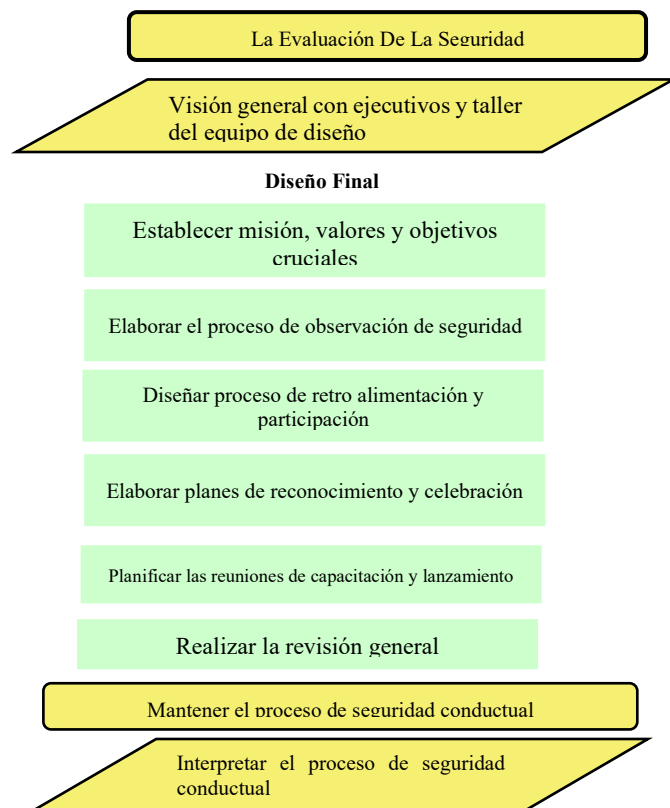 La Evaluación De La Seguridad
Visión general con ejecutivos y taller
del equipo de diseño
Diseño Final
Establecer misión, valores y objetivos
cruciales
Elaborar el proceso de observación de seguridad
Diseñar proceso de retro alimentación y
participación
Elaborar planes de reconocimiento y celebración
Planificar las reuniones de capacitación y lanzamiento
Realizar la revisión general
Mantener el proceso de seguridad conductual
Interpretar el proceso de seguridad
conductual